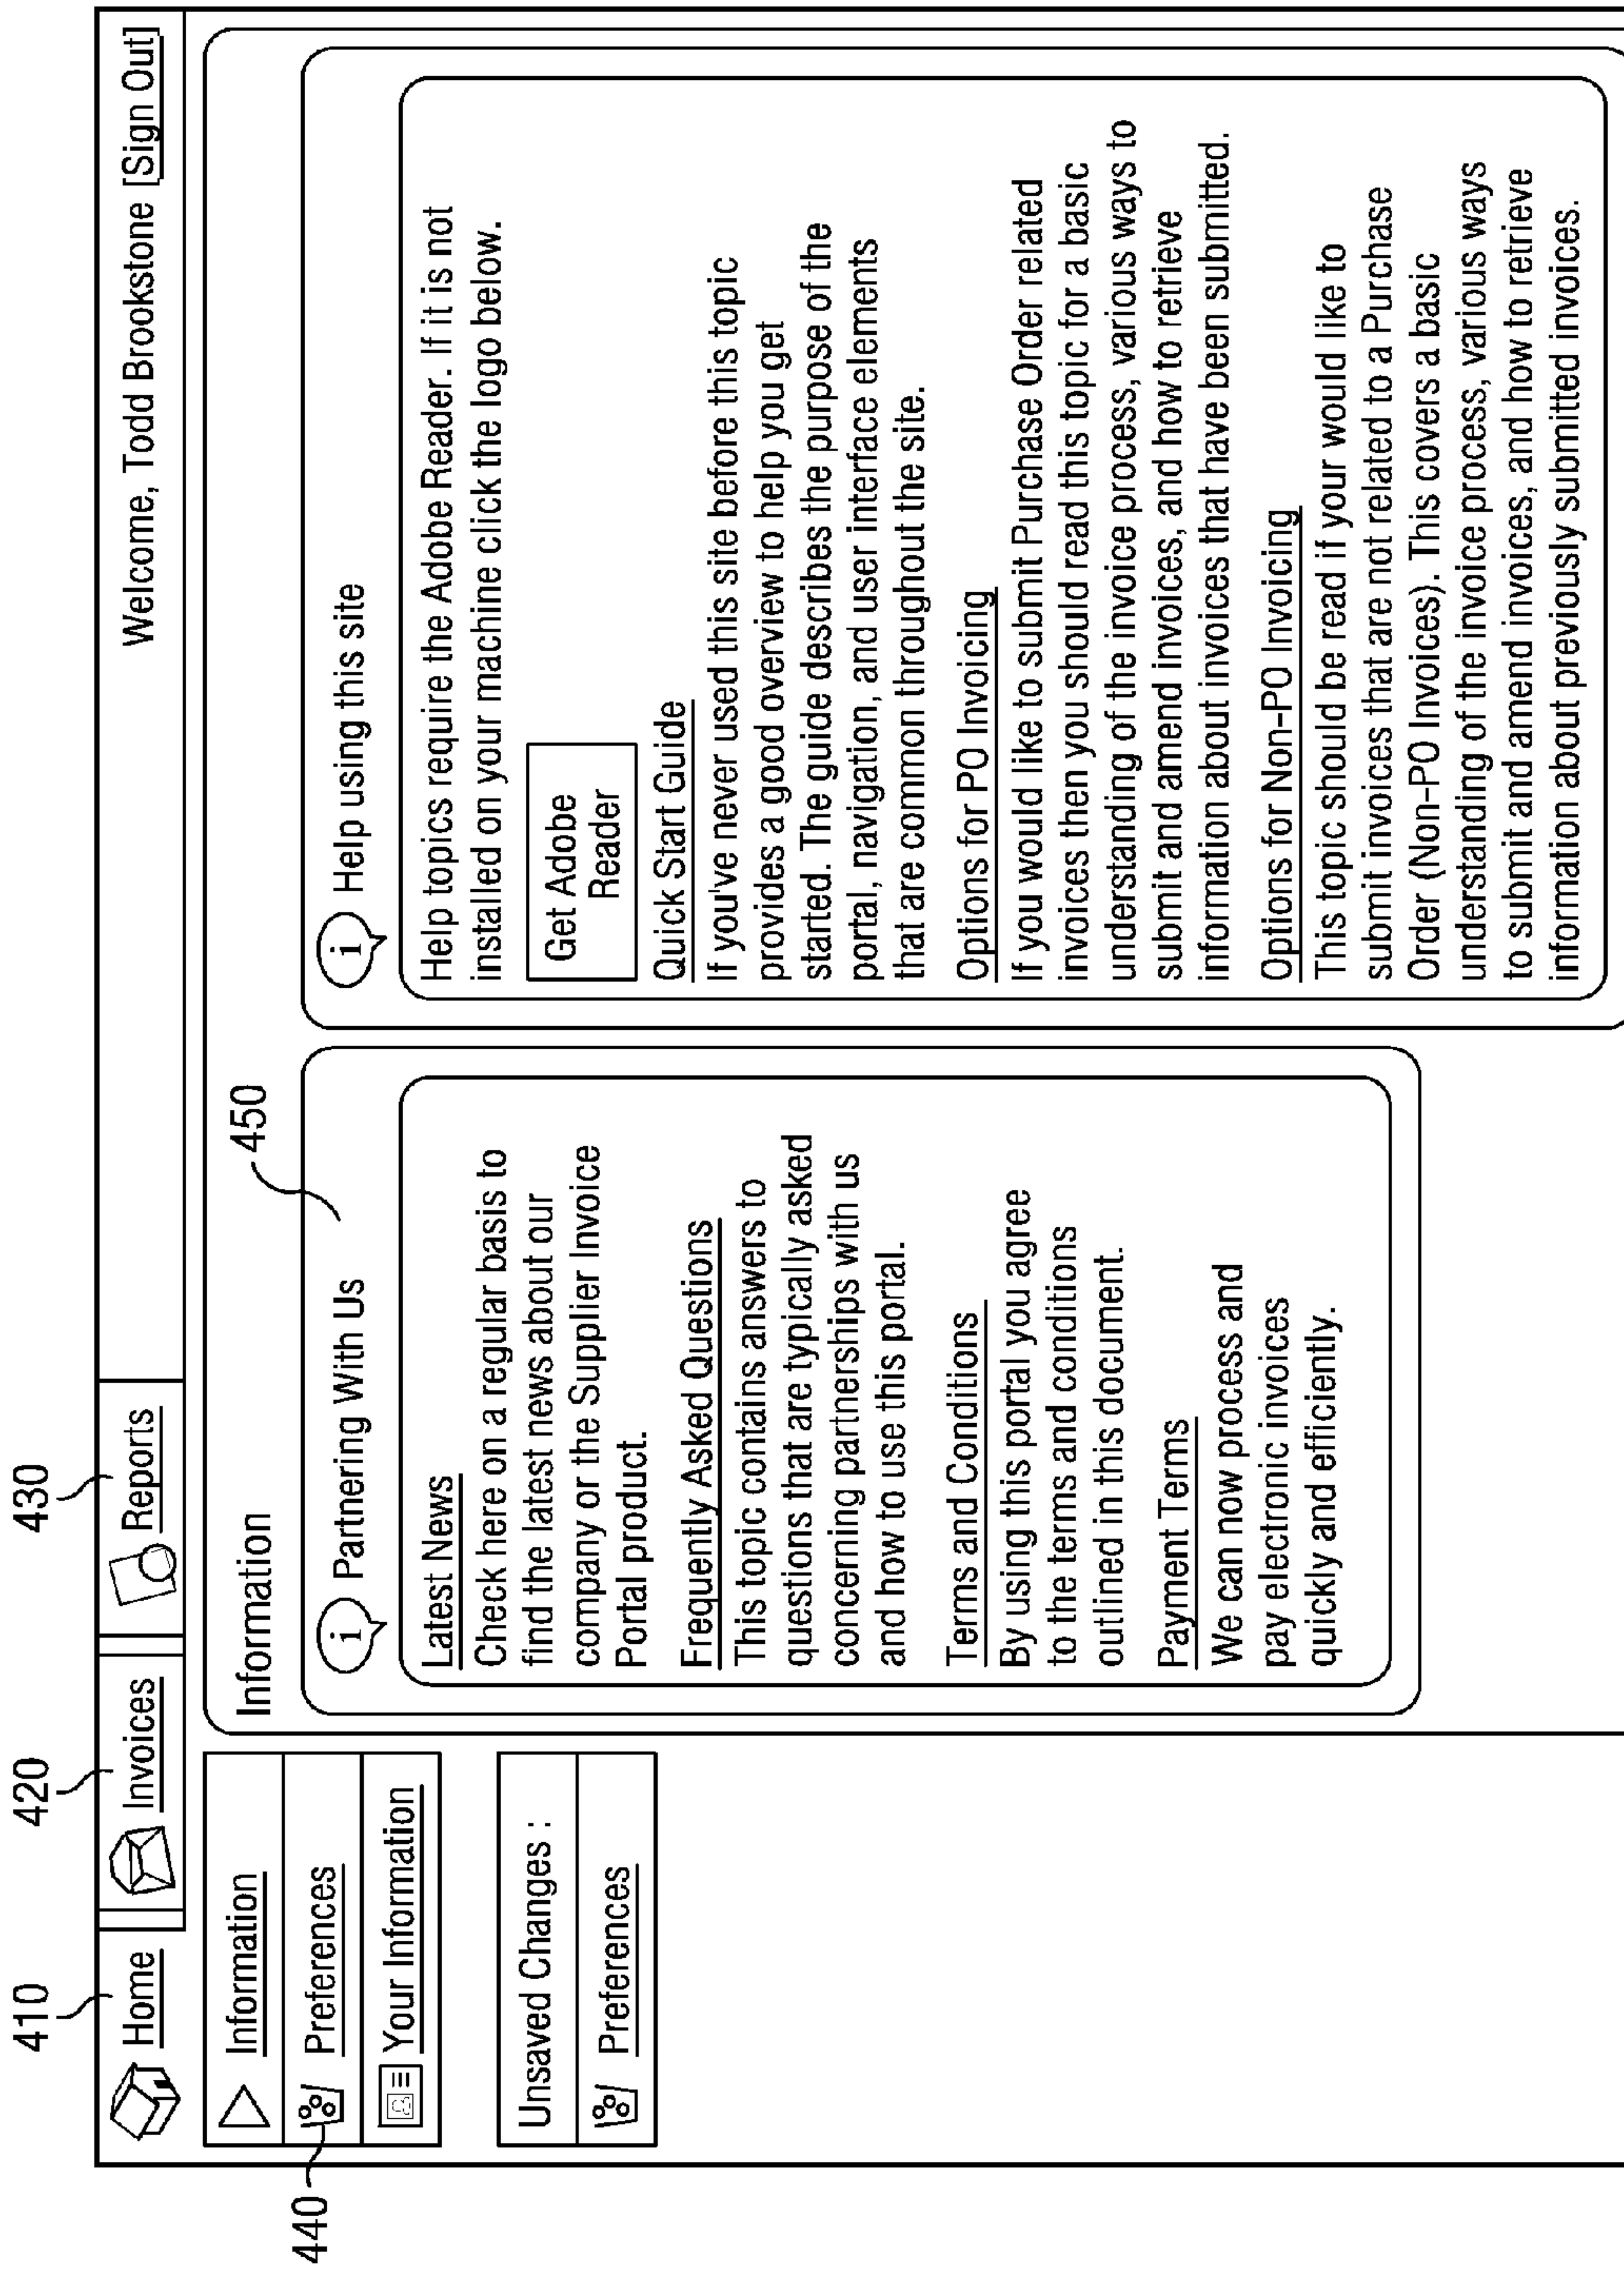 410
420
430
Home
Invoices
Reports
Welcome, Todd Brookstone [Sign Out]
440
Information
Preferences
Your Information
Unsaved Changes :
Preferences
Information
450
i
Partnering With Us
Latest News
Check here on a regular basis to
find the latest news about our
company or the Supplier Invoice
Portal product.
Frequently Asked Questions
This topic contains answers to
questions that are typically asked
concerning partnerships with us
and how to use this portal.
Terms and Conditions
By using this portal you agree
to the terms and conditions
outlined in this document.
Payment Terms
We can now process and
pay electronic invoices
quickly and efficiently.
i
Help using this site
Help topics require the Adobe Reader. If it is not
installed on your machine click the logo below.
Get Adobe
Reader
Quick Start Guide
If you've never used this site before this topic
provides a good overview to help you get
started. The guide describes the purpose of the
portal, navigation, and user interface elements
that are common throughout the site.
Options for PO Invoicing
If you would like to submit Purchase Order related
invoices then you should read this topic for a basic
understanding of the invoice process, various ways to
submit and amend invoices, and how to retrieve
information about invoices that have been submitted.
Options for Non-PO Invoicing
This topic should be read if your would like to
submit invoices that are not related to a Purchase
Order (Non-PO Invoices). This covers a basic
understanding of the invoice process, various ways
to submit and amend invoices, and how to retrieve
information about previously submitted invoices.